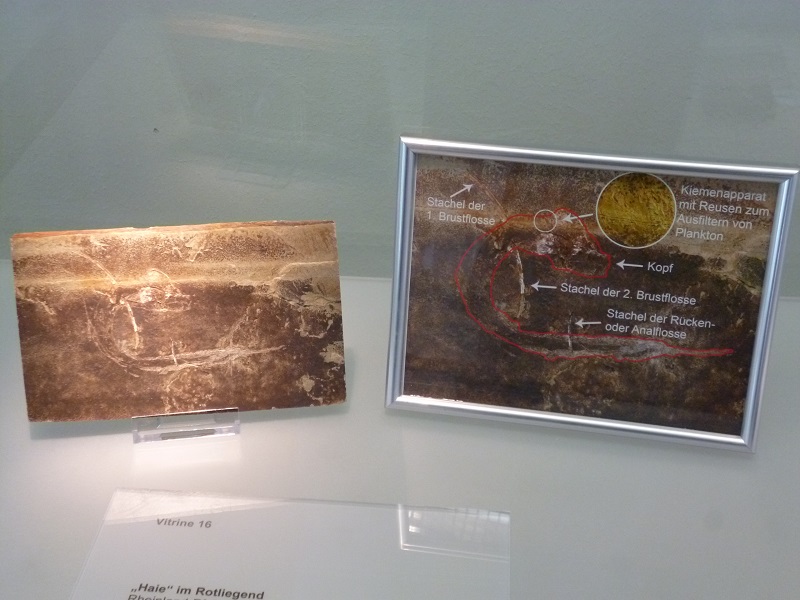 Stachel der
1. Brustflosse
Kiemenapparat
mit Reusen zum
Ausfiltern von
Plankton
Kopf
Stachel der 2. Brustflosse
Stachel der Rücken-
oder Analflosse
Vitrine 16
„Haie" im Rotliegend